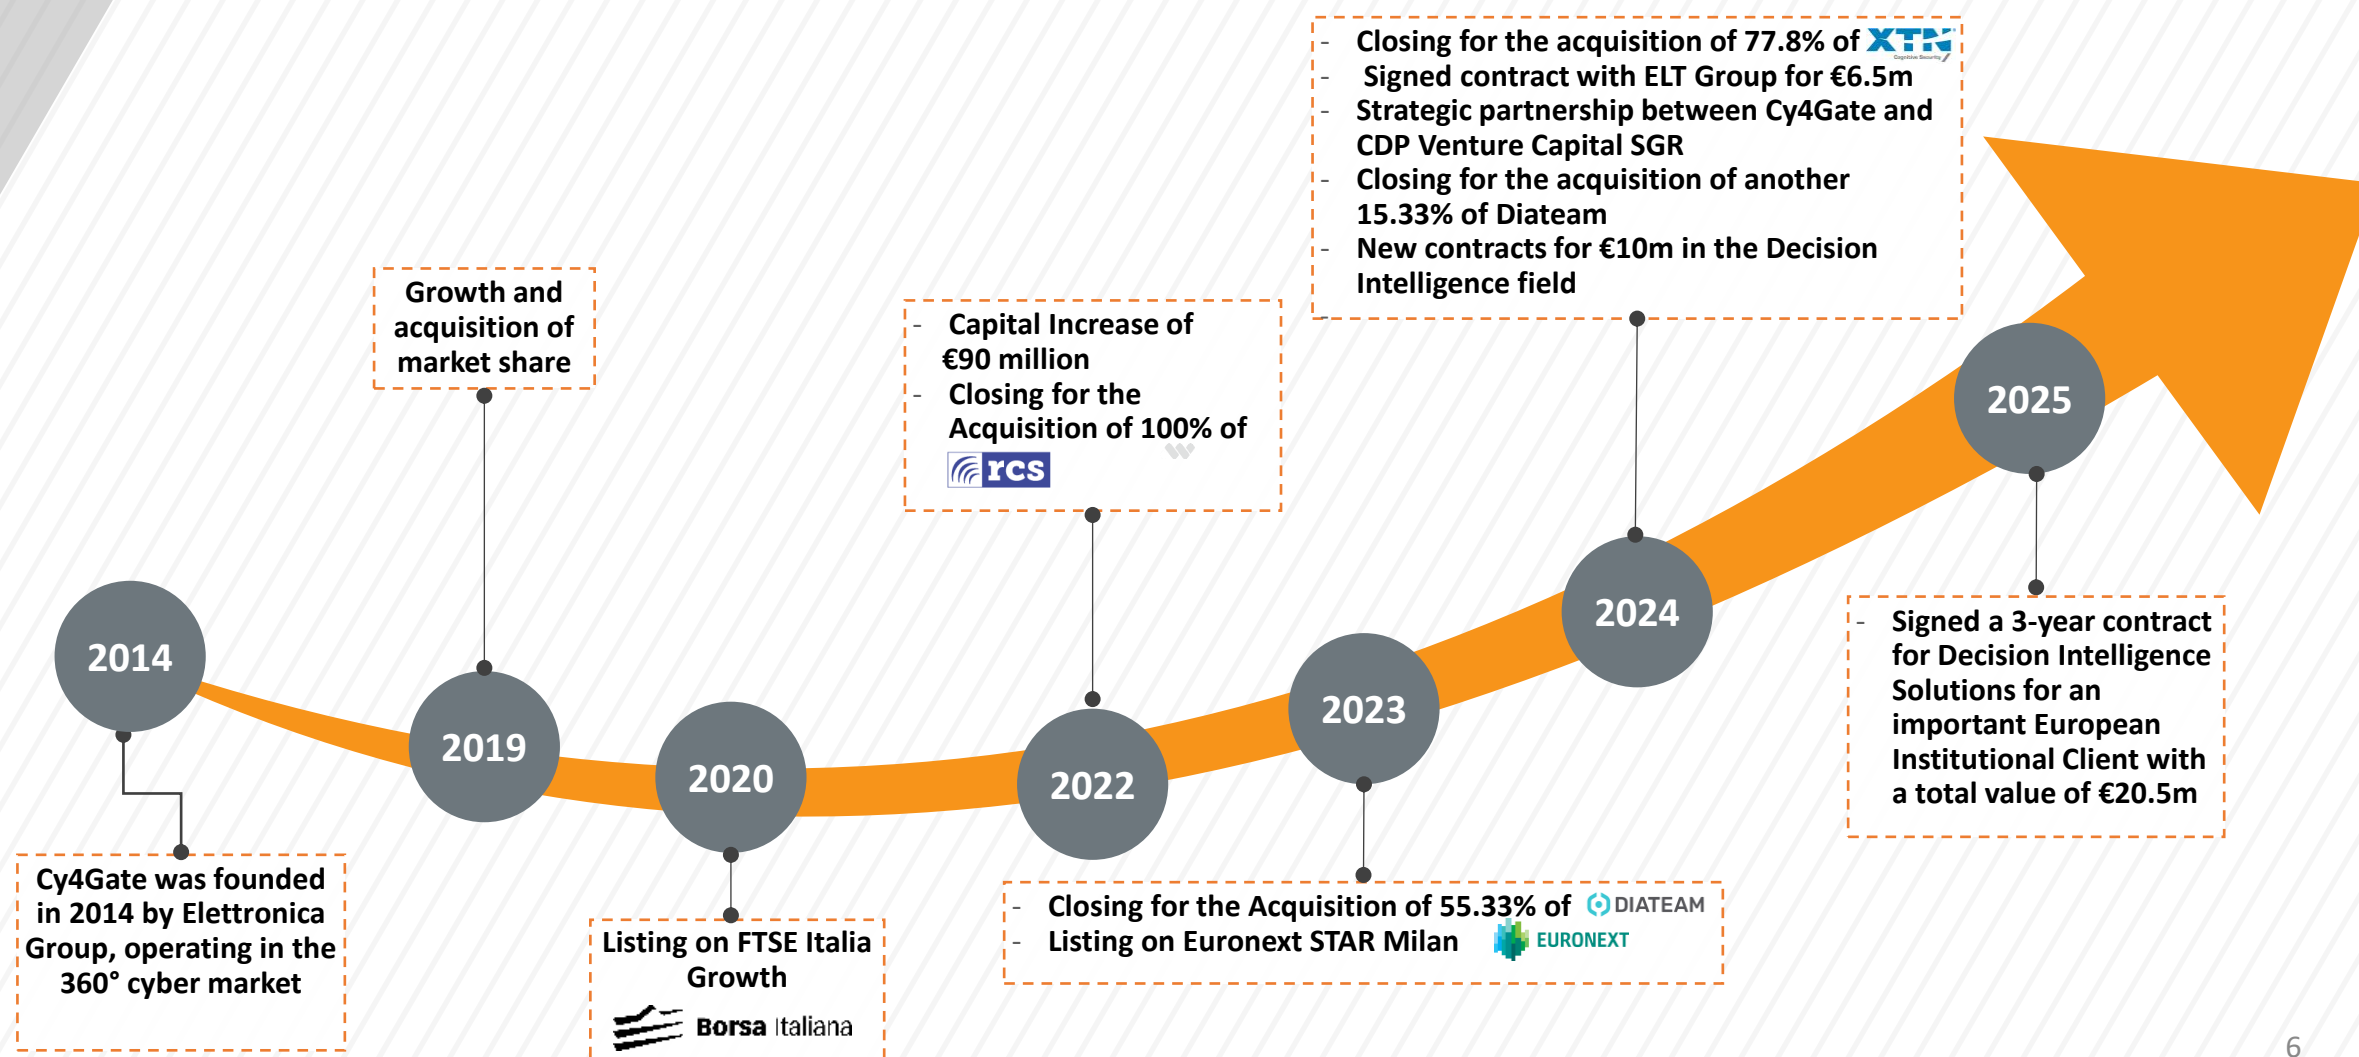 - Closing for the acquisition of 77.8% of XTN
Cognitive Security
- Signed contract with ELT Group for €6.5m
- Strategic partnership between Cy4Gate and
CDP Venture Capital SGR
- Closing for the acquisition of another
15.33% of Diateam
- New contracts for €10m in the Decision
Intelligence field
-
Growth and
acquisition of
market share
- Capital Increase of
€90 million
- Closing for the
Acquisition of 100% of
rcs
2014
2019
2020
2022
2023
2024
2025
Cy4Gate was founded
in 2014 by Elettronica
Group, operating in the
360° cyber market
Listing on FTSE Italia
Growth
Borsa Italiana
- Closing for the Acquisition of 55.33% of DIATEAM
- Listing on Euronext STAR Milan EURONEXT
- Signed a 3-year contract
for Decision Intelligence
Solutions for an
important European
Institutional Client with
a total value of €20.5m
6